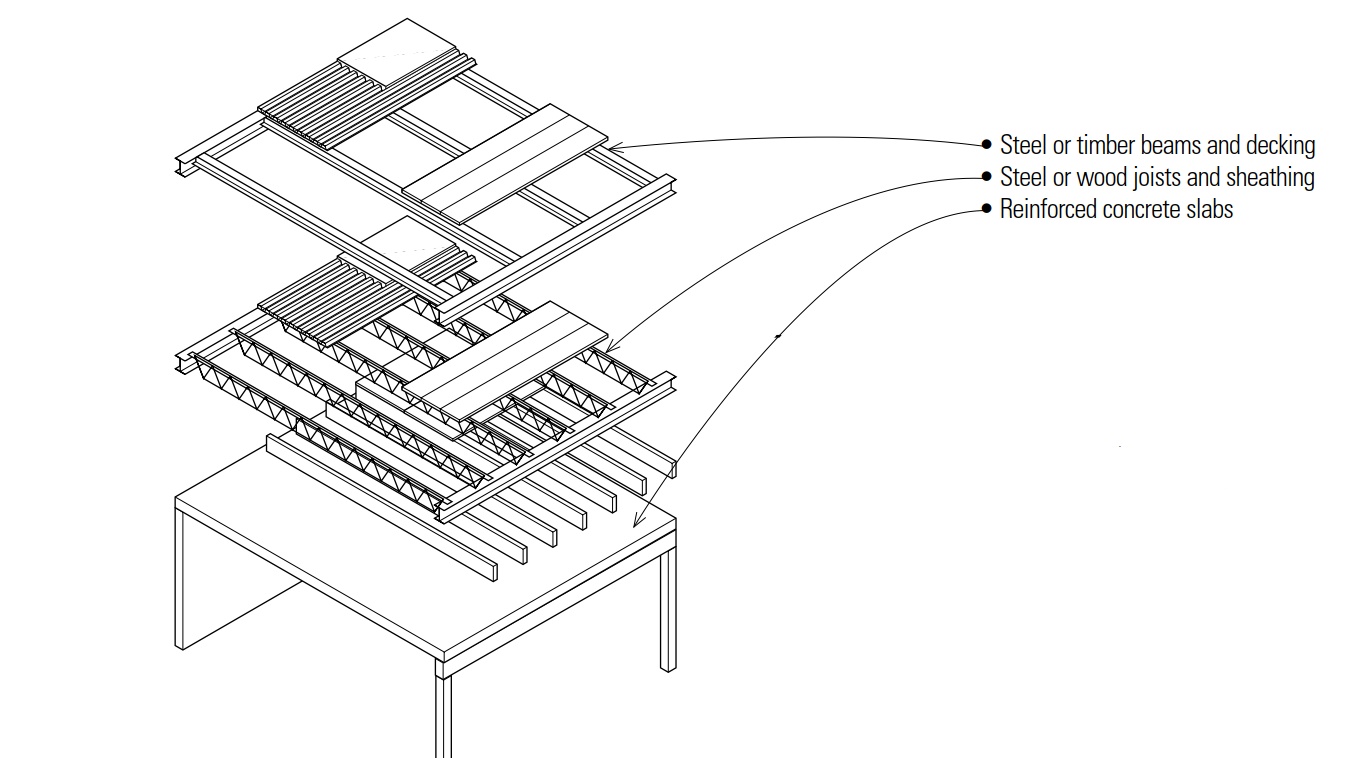 • Steel or timber beams and decking
• Steel or wood joists and sheathing
• Reinforced concrete slabs